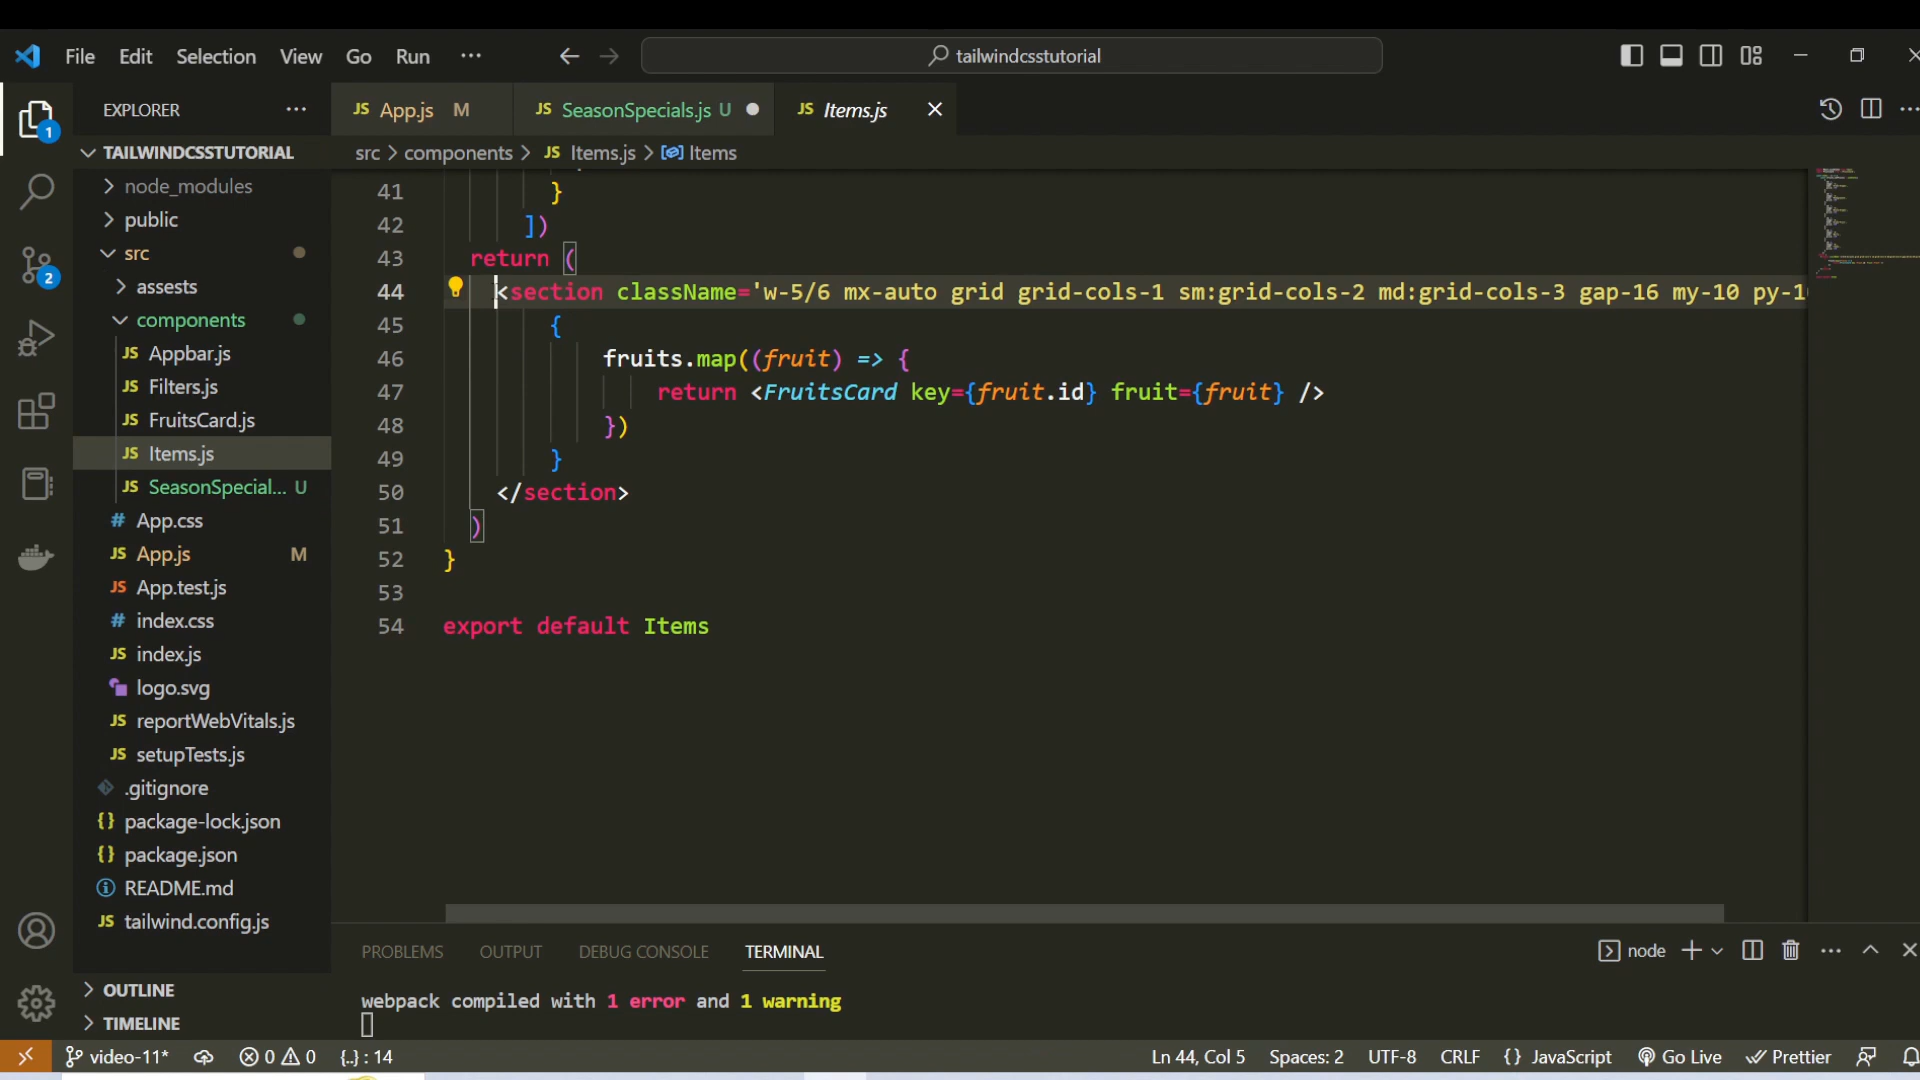 File Edit Selection View Go Run ···
tailwindcsstutorial
EXPLORER ···
JS App.js M
JS SeasonSpecials.js U
JS Items.js
src > components > JS Items.js > Items
1
2
TAILWINDCSSTUTORIAL
node_modules
public
src
assests
components
JS Appbar.js
JS Filters.js
JS FruitsCard.js
JS Items.js
JS SeasonSpecial... U
# App.css
JS App.js M
JS App.test.js
# index.css
JS index.js
logo.svg
JS reportWebVitals.js
JS setupTests.js
.gitignore
{} package-lock.json
{} package.json
README.md
JS tailwind.config.js
OUTLINE
TIMELINE
41 }
42 ])
43 return (
44 <section className='w-5/6 mx-auto grid grid-cols-1 sm:grid-cols-2 md:grid-cols-3 gap-16 my-10 py-1
45 {
46 fruits.map((fruit) => {
47 return <FruitsCard key={fruit.id} fruit={fruit} />
48 })
49 }
50 </section>
51 )
52 }
53
54 export default Items
PROBLEMS OUTPUT DEBUG CONSOLE TERMINAL
node
webpack compiled with 1 error and 1 warning
video-11* 0 0 {..} : 14
Ln 44, Col 5 Spaces: 2 UTF-8 CRLF {} JavaScript Go Live Prettier